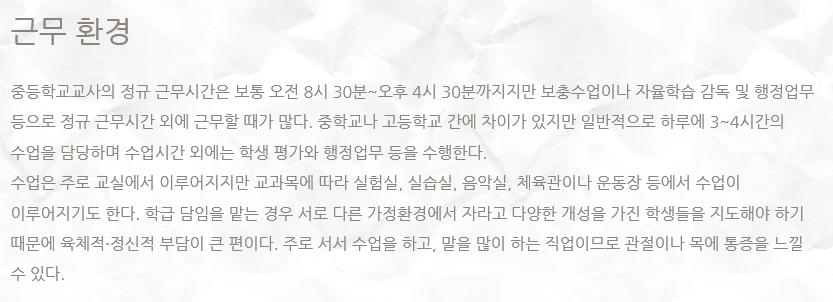 근무 환경
중등학교교사의 정규 근무시간은 보통 오전 8시 30분~오후 4시 30분까지지만 보충수업이나 자율학습 감독 및 행정업무
등으로 정규 근무시간 외에 근무할 때가 많다. 중학교나 고등학교 간에 차이가 있지만 일반적으로 하루에 3~4시간의
수업을 담당하며 수업시간 외에는 학생 평가와 행정업무 등을 수행한다.
수업은 주로 교실에서 이루어지지만 교과목에 따라 실험실, 실습실, 음악실, 체육관이나 운동장 등에서 수업이
이루어지기도 한다. 학급 담임을 맡는 경우 서로 다른 가정환경에서 자라고 다양한 개성을 가진 학생들을 지도해야 하기
때문에 육체적·정신적 부담이 큰 편이다. 주로 서서 수업을 하고, 말을 많이 하는 직업이므로 관절이나 목에 통증을 느낄
수 있다.